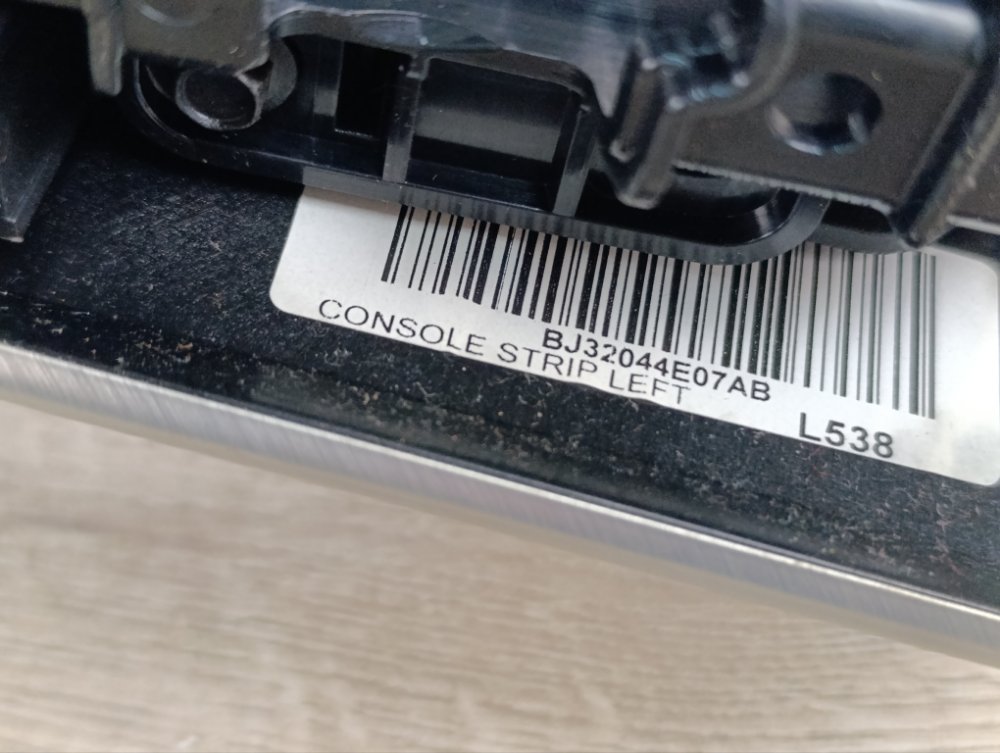 BJ32044E07AB
CONSOLE STRIP LEFT
L538